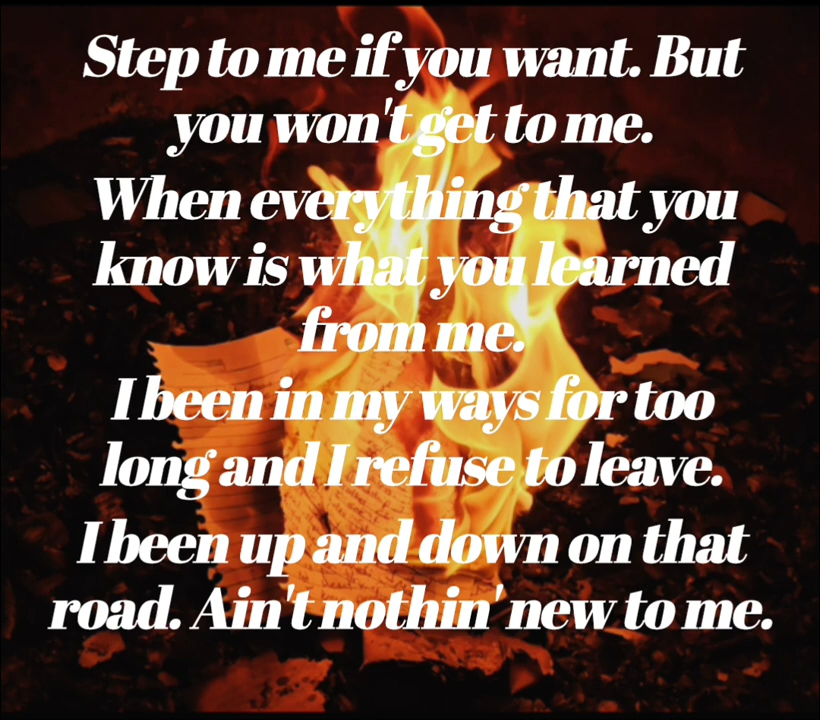 Step to me if you want. But
you won't get to me.
When everything that you
know is what you learned
from me.
I been in my ways for too
long and I refuse to leave.
I been up and down on that
road. Ain't nothin' new to me.